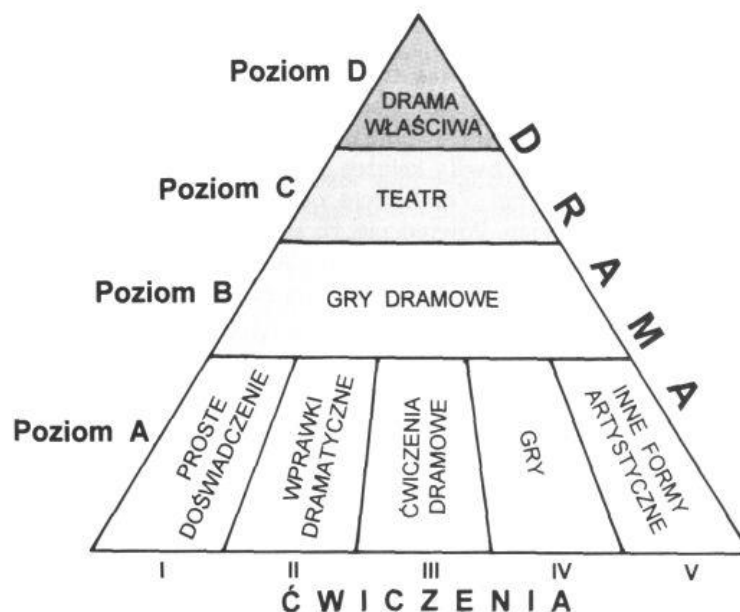 Poziom D
DRAMA
WŁAŚCIWA
Poziom C
TEATR
Poziom B
GRY DRAMOWE
Poziom A
PROSTE
DOŚWIADCZENIE
WPRAWKI
DRAMATYCZNE
ĆWICZENIA
DRAMOWE
GRY
INNE FORMY
ARTYSTYCZNE
DRAMA
I II III IV V
ĆWICZENIA